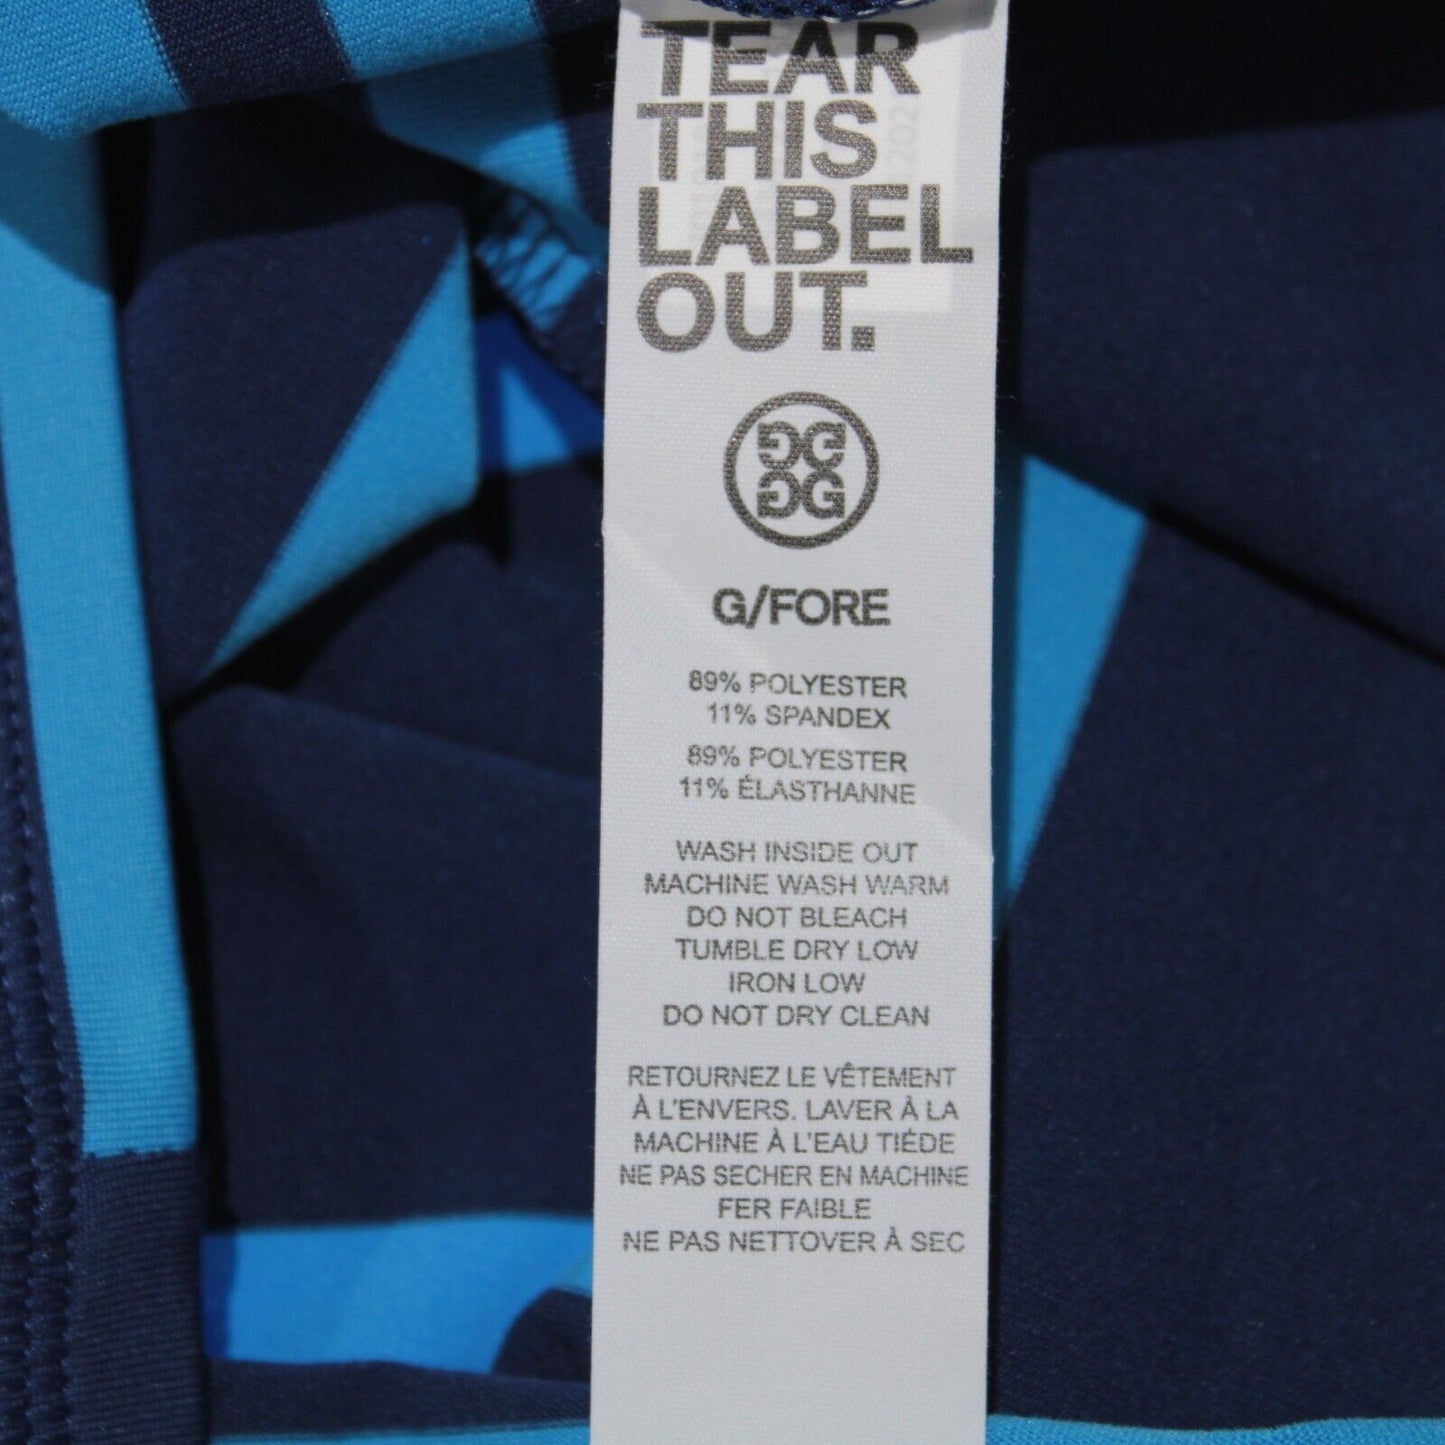 TEAR
THIS
LABEL
OUT.
G/FORE
89% POLYESTER
11% SPANDEX
89% POLYESTER
11% ÉLASTHANNE
WASH INSIDE OUT
MACHINE WASH WARM
DO NOT BLEACH
TUMBLE DRY LOW
IRON LOW
DO NOT DRY CLEAN
RETOURNEZ LE VÊTEMENT
À L'ENVERS. LAVER À LA
MACHINE À L'EAU TIÉDE
NE PAS SECHER EN MACHINE
FER FAIBLE
NE PAS NETTOVER À SEC